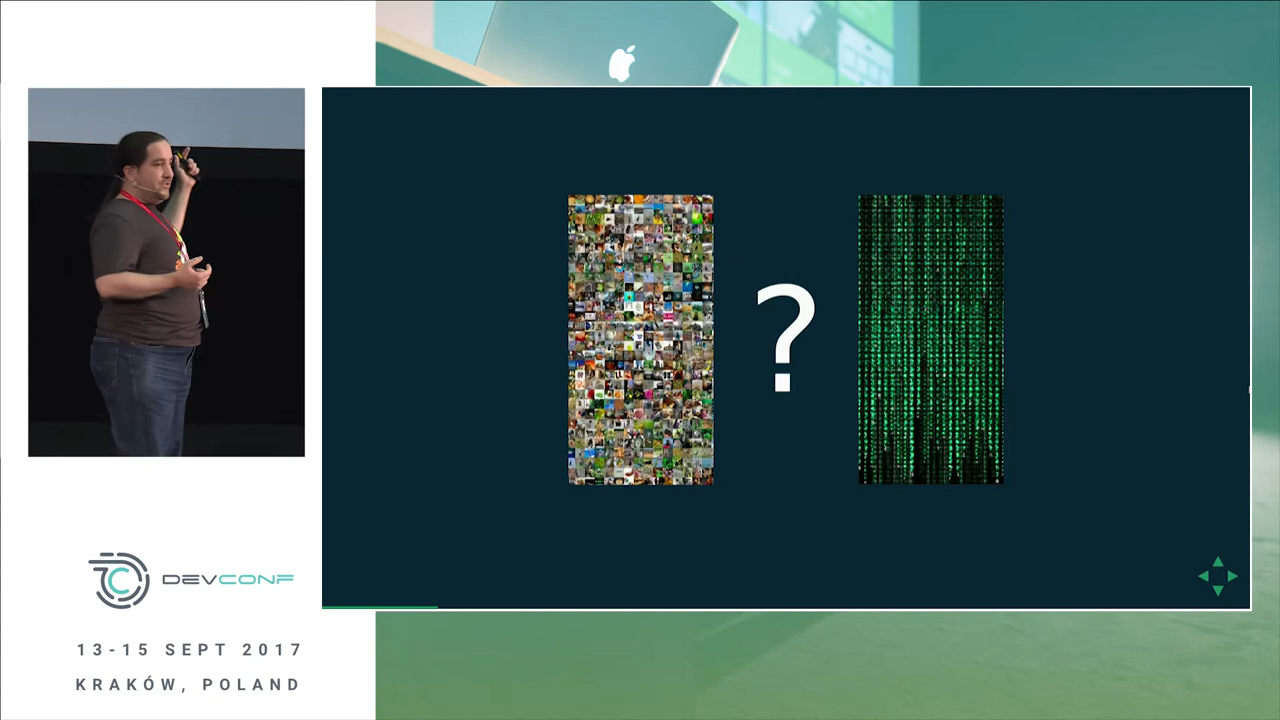 ?
DEVCONF
13-15 SEPT 2017
KRAKÓW, POLAND